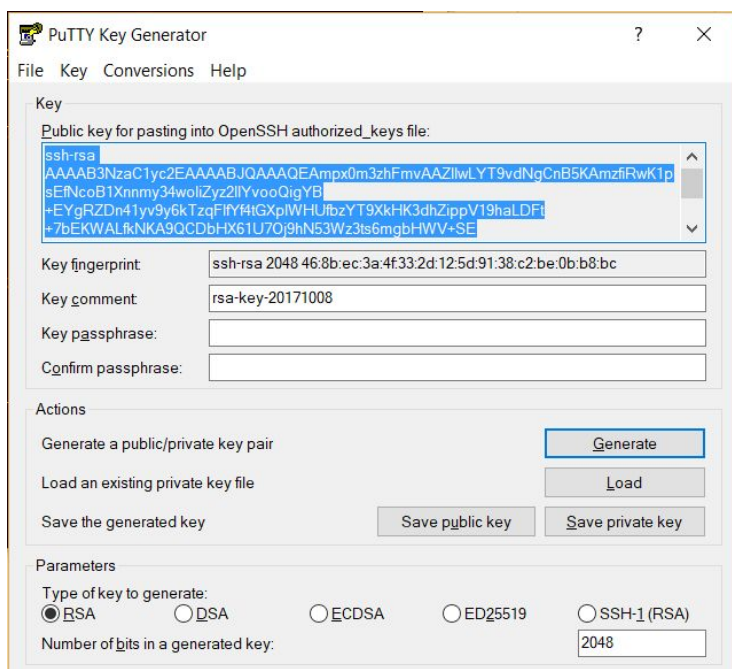 PuTTY Key Generator ?
File Key Conversions Help
Key
Public key for pasting into OpenSSH authorized_keys file:
ssh-rsa
AAAAB3NzaC1yc2EAAAABJQAAAQEAmpx0m3zhFmvAAZIlwLYT9vdNgCnB5KAmzfiRwK1p
sEfNcoB1Xnnmy34woliZyz2llYvooQigYB
+EYgRZDn41yv9y6kTzqFlfYf4tGXplWHUfbzYT9XkHK3dhZippV19haLDFt
+7bEKWALfkNKA9QCDbHX61U7Oj9hN53Wz3ts6mgbHWV+SE
Key fingerprint: ssh-rsa 2048 46:8b:ec:3a:4f:33:2d:12:5d:91:38:c2:be:0b:b8:bc
Key comment: rsa-key-20171008
Key passphrase:
Confirm passphrase:
Actions
Generate a public/private key pair Generate
Load an existing private key file Load
Save the generated key Save public key Save private key
Parameters
Type of key to generate:
RSA DSA ECDSA ED25519 SSH-1 (RSA)
Number of bits in a generated key: 2048